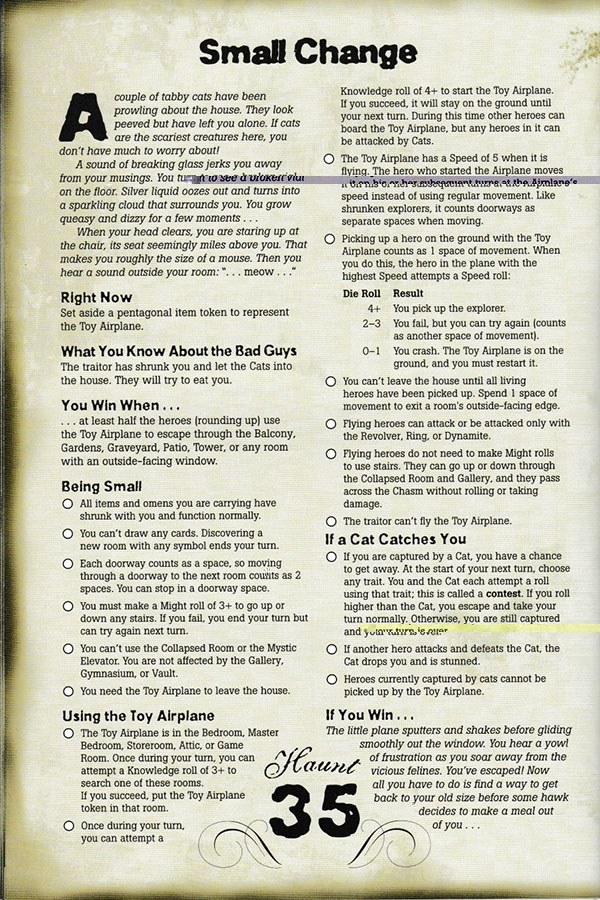 Small Change
A couple of tabby cats have been
prowling about the house. They look
peeved but have left you alone. If cats
are the scariest creatures here, you
don't have much to worry about!
A sound of breaking glass jerks you away
from your musings. You turn
on the floor. Silver liquid oozes out and turns into
a sparkling cloud that surrounds you. You grow
queasy and dizzy for a few moments . . .
When your head clears, you are staring up at
the chair, its seat seemingly miles above you. That
makes you roughly the size of a mouse. Then you
hear a sound outside your room: ". . . meow . . ."
Right Now
Set aside a pentagonal item token to represent
the Toy Airplane.
What You Know About the Bad Guys
The traitor has shrunk you and let the Cats into
the house. They will try to eat you.
You Win When . . .
. . . at least half the heroes (rounding up) use
the Toy Airplane to escape through the Balcony,
Gardens, Graveyard, Patio, Tower, or any room
with an outside-facing window.
Being Small
All items and omens you are carrying have
shrunk with you and function normally.
You can't draw any cards. Discovering a
new room with any symbol ends your turn.
Each doorway counts as a space, so moving
through a doorway to the next room counts as 2
spaces. You can stop in a doorway space.
You must make a Might roll of 3+ to go up or
down any stairs. If you fail, you end your turn but
can try again next turn.
You can't use the Collapsed Room or the Mystic
Elevator. You are not affected by the Gallery,
Gymnasium, or Vault.
You need the Toy Airplane to leave the house.
Using the Toy Airplane
The Toy Airplane is in the Bedroom, Master
Bedroom, Storeroom, Attic, or Game
Room. Once during your turn, you can
attempt a Knowledge roll of 3+ to
search one of these rooms.
If you succeed, put the Toy Airplane
token in that room.
Once during your turn,
you can attempt a
Knowledge roll of 4+ to start the Toy Airplane.
If you succeed, it will stay on the ground until
your next turn. During this time other heroes can
board the Toy Airplane, but any heroes in it can
be attacked by Cats.
The Toy Airplane has a Speed of 5 when it is
flying. The hero who started the Airplane moves
it on his or her subsequent turns at the Airplane's
speed instead of using regular movement. Like
shrunken explorers, it counts doorways as
separate spaces when moving.
Picking up a hero on the ground with the Toy
Airplane counts as 1 space of movement. When
you do this, the hero in the plane with the
highest Speed attempts a Speed roll:
Die Roll Result
4+ You pick up the explorer.
2–3 You fail, but you can try again (counts
as another space of movement).
0–1 You crash. The Toy Airplane is on the
ground, and you must restart it.
You can't leave the house until all living
heroes have been picked up. Spend 1 space of
movement to exit a room's outside-facing edge.
Flying heroes can attack or be attacked only with
the Revolver, Ring, or Dynamite.
Flying heroes do not need to make Might rolls
to use stairs. They can go up or down through
the Collapsed Room and Gallery, and they pass
across the Chasm without rolling or taking
damage.
The traitor can't fly the Toy Airplane.
If a Cat Catches You
If you are captured by a Cat, you have a chance
to get away. At the start of your next turn, choose
any trait. You and the Cat each attempt a roll
using that trait; this is called a contest. If you roll
higher than the Cat, you escape and take your
turn normally. Otherwise, you are still captured
and
If another hero attacks and defeats the Cat, the
Cat drops you and is stunned.
Heroes currently captured by cats cannot be
picked up by the Toy Airplane.
If You Win . . .
The little plane sputters and shakes before gliding
smoothly out the window. You hear a yowl
of frustration as you soar away from the
vicious felines. You've escaped! Now
all you have to do is find a way to get
back to your old size before some hawk
decides to make a meal out
of you . . .
Haunt
35